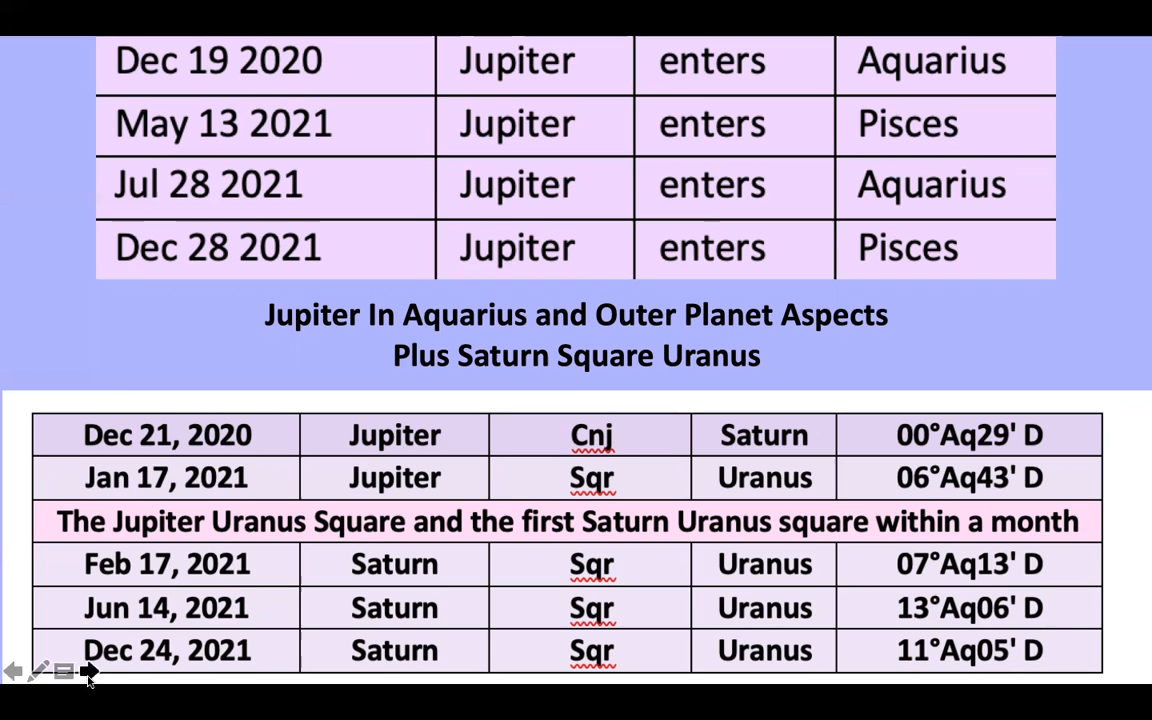 Dec 19 2020 Jupiter enters Aquarius
May 13 2021 Jupiter enters Pisces
Jul 28 2021 Jupiter enters Aquarius
Dec 28 2021 Jupiter enters Pisces
Jupiter In Aquarius and Outer Planet Aspects
Plus Saturn Square Uranus
Dec 21, 2020 Jupiter Cnj Saturn 00°Aq29' D
Jan 17, 2021 Jupiter Sqr Uranus 06°Aq43' D
The Jupiter Uranus Square and the first Saturn Uranus square within a month
Feb 17, 2021 Saturn Sqr Uranus 07°Aq13' D
Jun 14, 2021 Saturn Sqr Uranus 13°Aq06' D
Dec 24, 2021 Saturn Sqr Uranus 11°Aq05' D